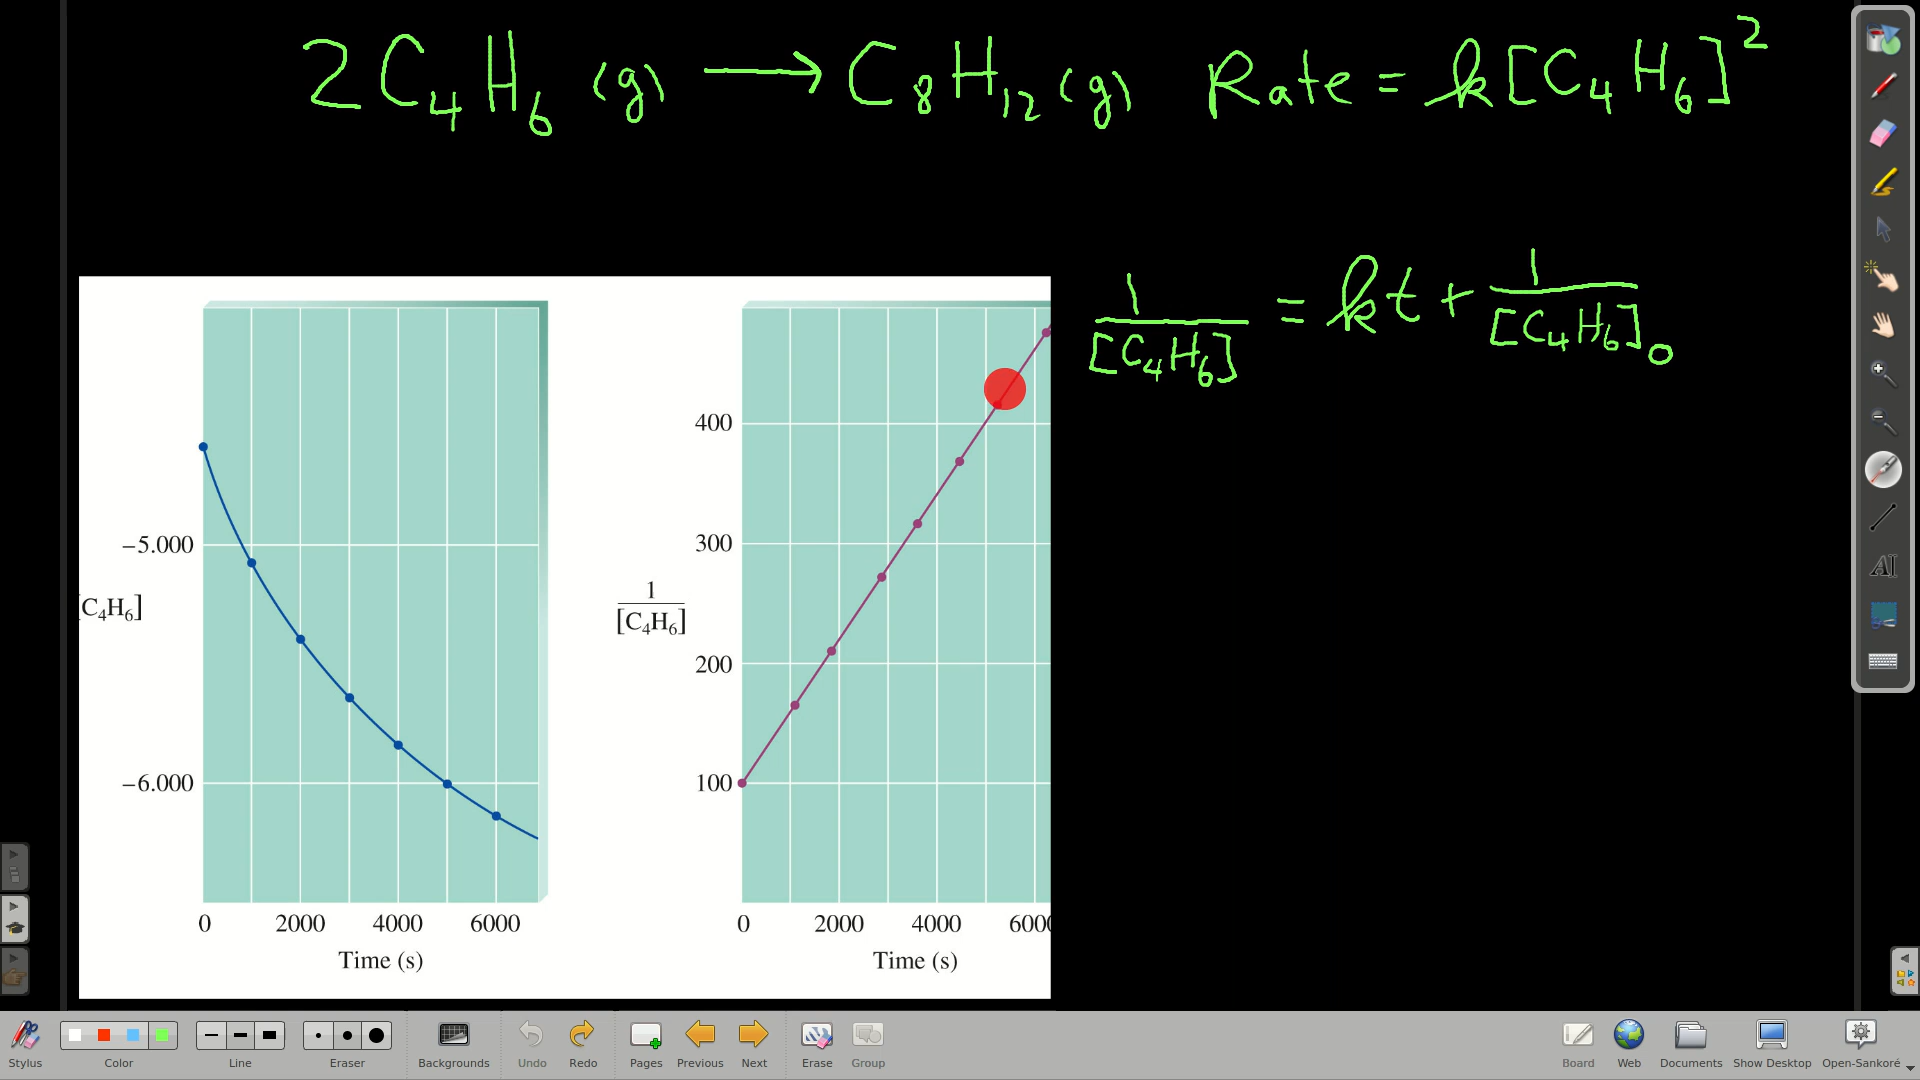 2C₄H₆(g) ⟶ C₈H₁₂(g) Rate = k[C₄H₆]²
1/[C₄H₆] = kt + 1/[C₄H₆]₀
−5.000
[C₄H₆]
−6.000
0 2000 4000 6000
Time (s)
400
300
1/[C₄H₆]
200
100
0 2000 4000 600
Time (s)
AI
Stylus Color Line Eraser Backgrounds Undo Redo Pages Previous Next Erase Group Board Web Documents Show Desktop Open-Sankoré